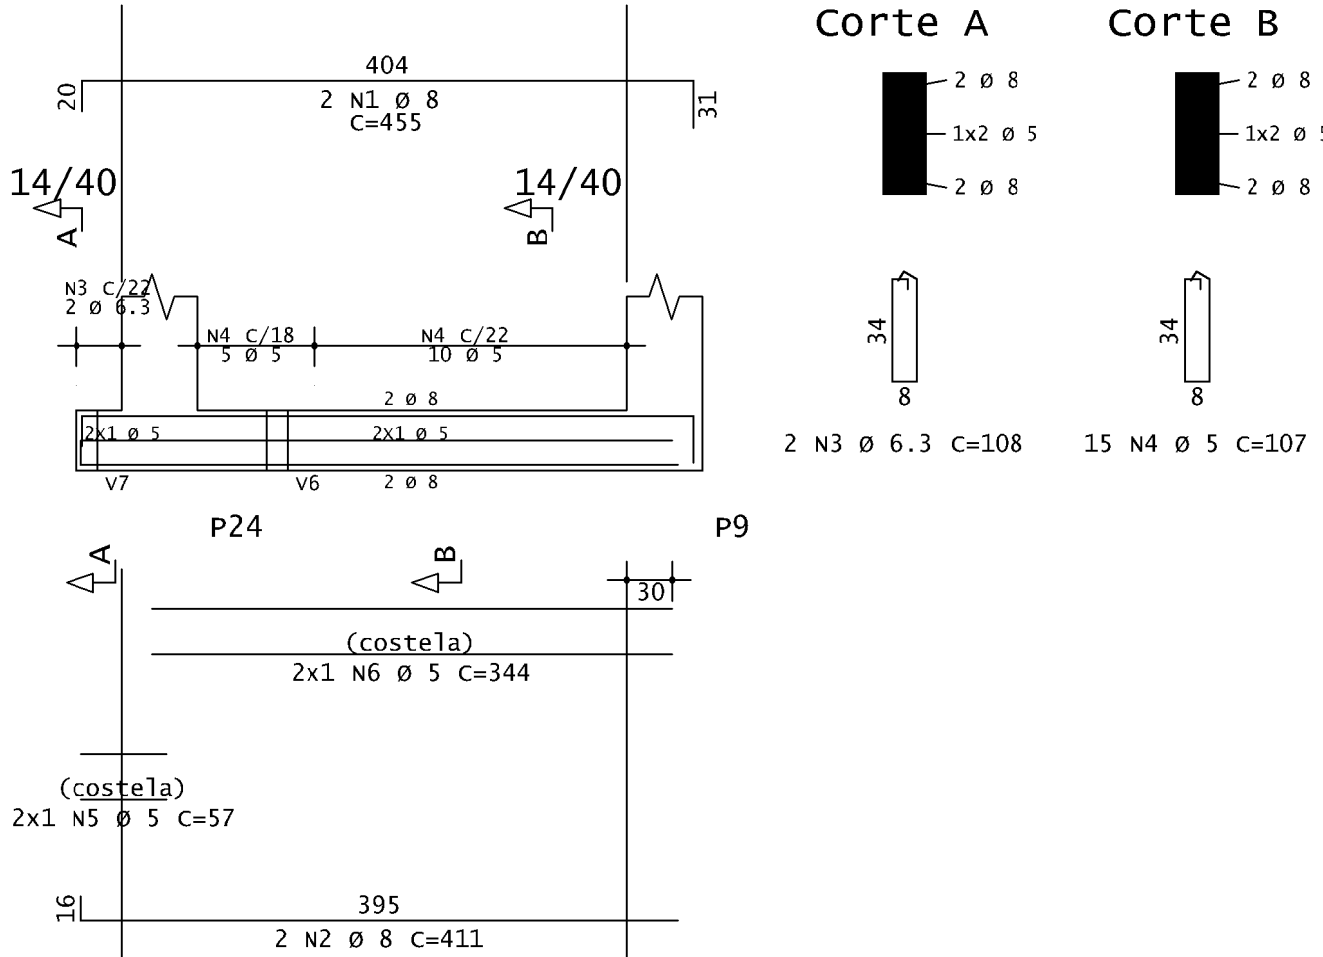 Corte A
Corte B
404
20
2 N1 Ø 8
C=455
31
2 Ø 8
1x2 Ø 5
2 Ø 8
2 Ø 8
1x2 Ø 5
2 Ø 8
14/40
14/40
A
B
N3 C/22
2 Ø 6.3
N4 C/18
5 Ø 5
N4 C/22
10 Ø 5
34
8
34
8
2 Ø 8
2x1 Ø 5
2x1 Ø 5
2 N3 Ø 6.3 C=108
15 N4 Ø 5 C=107
V7
V6
2 Ø 8
P24
P9
A
B
30
(costela)
2x1 N6 Ø 5 C=344
(costela)
2x1 N5 Ø 5 C=57
16
395
2 N2 Ø 8 C=411